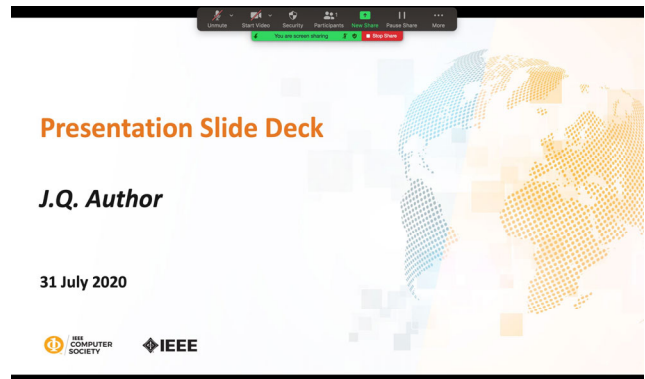 Unmute Start Video Security Participants 1 New Share Pause Share More
You are screen sharing Stop Share
Presentation Slide Deck
J.Q. Author
31 July 2020
IEEE
COMPUTER
SOCIETY
IEEE